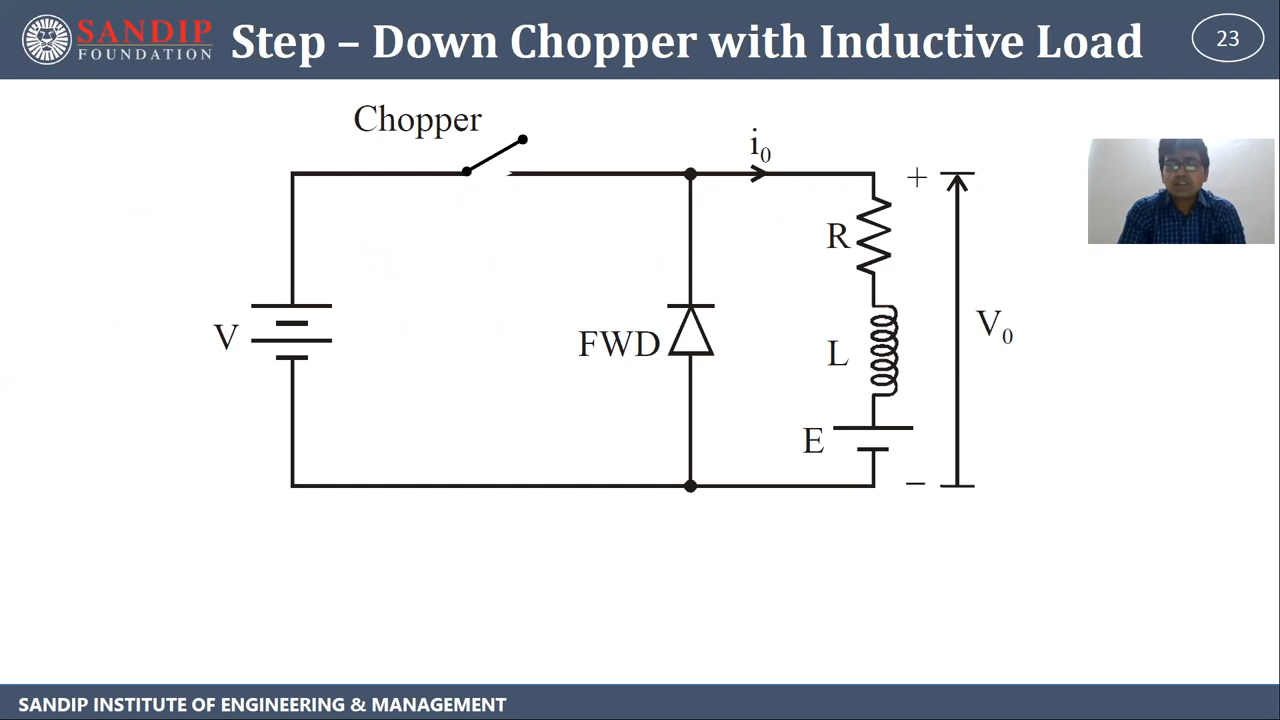 SANDIP
FOUNDATION
Step – Down Chopper with Inductive Load
23
Chopper
i0
+
R
V
FWD
L
V0
E
–
SANDIP INSTITUTE OF ENGINEERING & MANAGEMENT